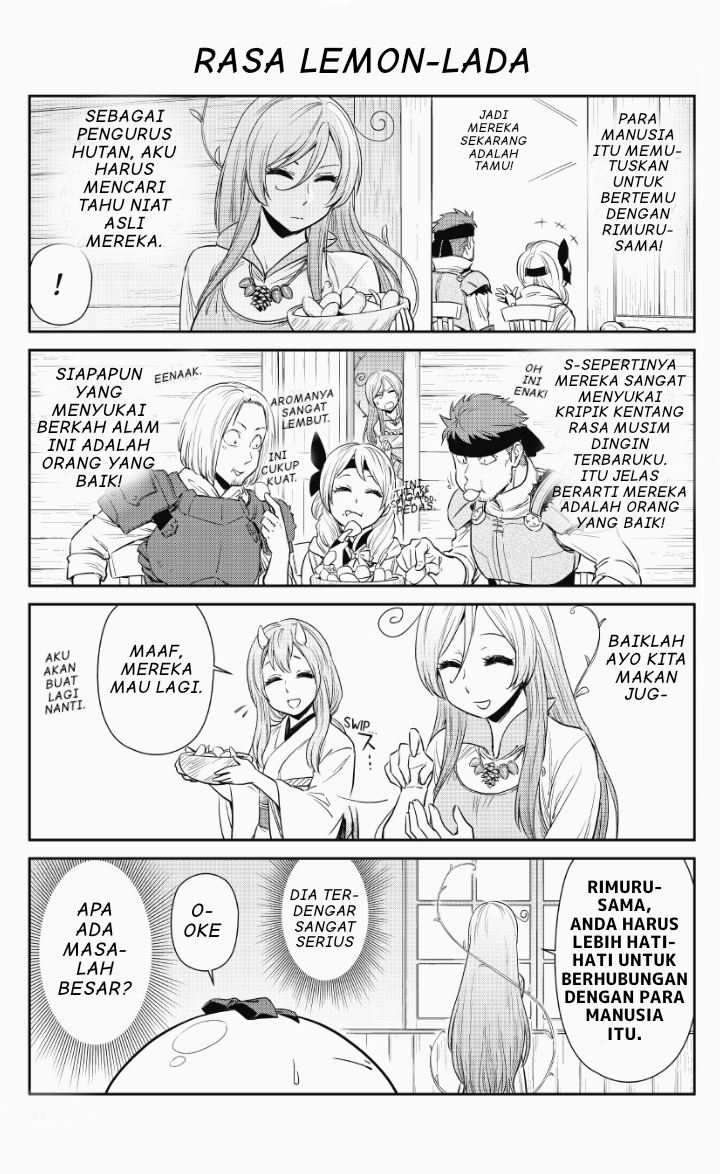 RASA LEMON-LADA
PARA
MANUSIA
ITU MEMU-
TUSKAN
UNTUK
BERTEMU
DENGAN
RIMURU-
SAMA!
JADI
MEREKA
SEKARANG
ADALAH
TAMU!
SEBAGAI
PENGURUS
HUTAN, AKU
HARUS
MENCARI
TAHU NIAT
ASLI
MEREKA.
!
S-SEPERTINYA
MEREKA SANGAT
MENYUKAI
KRIPIK KENTANG
RASA MUSIM
DINGIN
TERBARUKU.
ITU JELAS
BERARTI MEREKA
ADALAH ORANG
YANG BAIK!
OH
INI
ENAK!
INI
AGAK
PEDAS.
AROMANYA
SANGAT
LEMBUT.
INI
CUKUP
KUAT.
EENAAK.
SIAPAPUN
YANG
MENYUKAI
BERKAH ALAM
INI ADALAH
ORANG YANG
BAIK!
BAIKLAH
AYO KITA
MAKAN
JUG-
SWIP...
ス…
MAAF,
MEREKA
MAU LAGI.
AKU
AKAN
BUAT
LAGI
NANTI.
RIMURU-
SAMA,
ANDA HARUS
LEBIH HATI-
HATI UNTUK
BERHUBUNGAN
DENGAN PARA
MANUSIA
ITU.
DIA TER-
DENGAR
SANGAT
SERIUS
O-
OKE
APA
ADA
MASA-
LAH
BESAR?